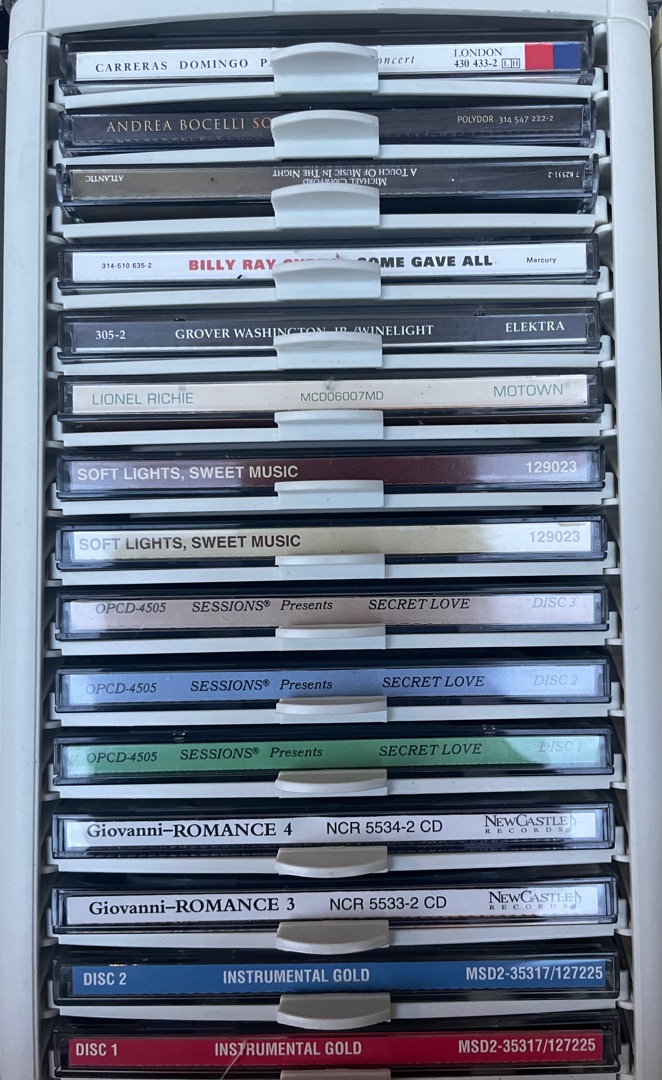 CARRERAS DOMINGO
LONDON
430 433-2 LH
ANDREA BOCELLI SO
POLYDOR 314 547 222-2
ATLANTIC
MICHAEL CRAWFORD
A TOUCH OF MUSIC IN THE NIGHT
7 82531-2
314-510 635-2 BILLY RAY SOME GAVE ALL Mercury
305-2 GROVER WASHINGTON, JR./WINELIGHT ELEKTRA
LIONEL RICHIE MCD06007MD MOTOWN®
SOFT LIGHTS, SWEET MUSIC 129023
SOFT LIGHTS, SWEET MUSIC 129023
OPCD-4505 SESSIONS® Presents SECRET LOVE DISC 3
OPCD-4505 SESSIONS® Presents SECRET LOVE DISC 2
OPCD-4505 SESSIONS® Presents SECRET LOVE DISC 1
Giovanni–ROMANCE 4 NCR 5534-2 CD NEWCASTLE
RECORDS
Giovanni–ROMANCE 3 NCR 5533-2 CD NEWCASTLE
RECORDS
DISC 2 INSTRUMENTAL GOLD MSD2-35317/127225
DISC 1 INSTRUMENTAL GOLD MSD2-35317/127225